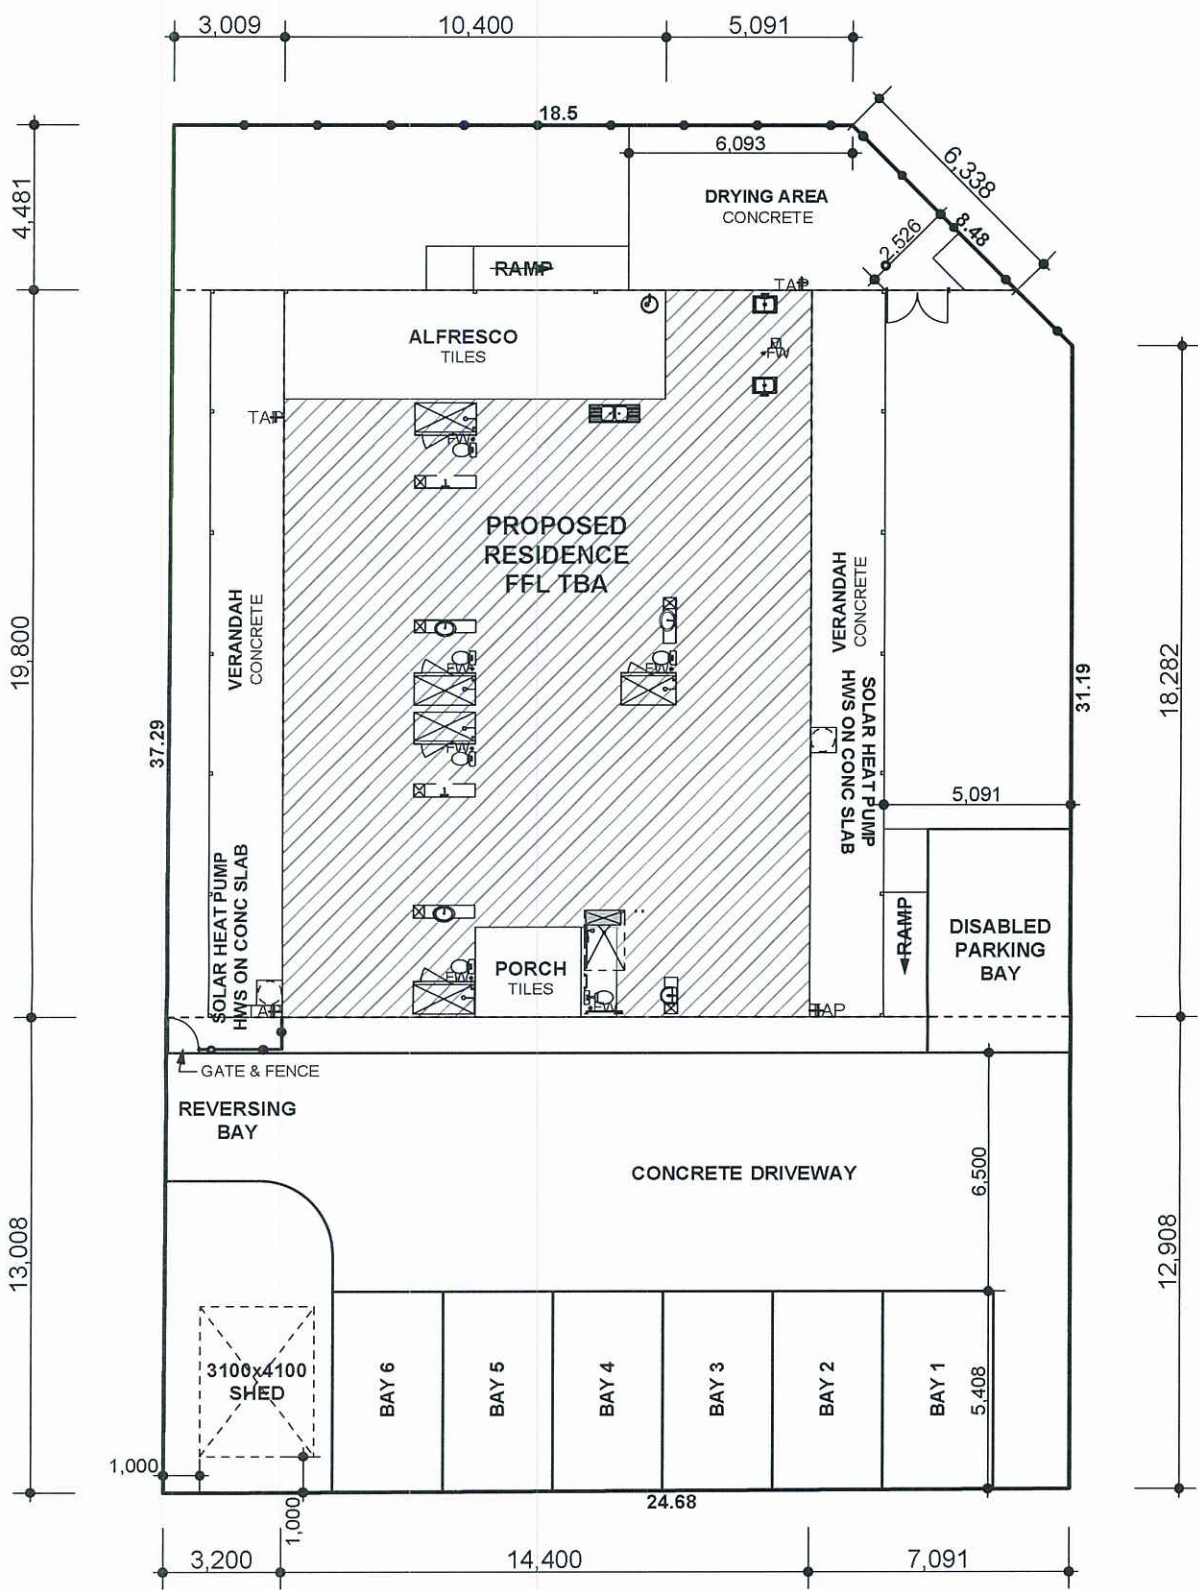 3,009
10,400
5,091
18.5
6,093
6,338
4,481
DRYING AREA
CONCRETE
2,526
8.48
RAMP
TAP
ALFRESCO
TILES
FW
TAP
FW
PROPOSED
RESIDENCE
FFL TBA
VERANDAH
CONCRETE
VERANDAH
CONCRETE
19,800
FW
FW
SOLAR HEAT PUMP
HWS ON CONC SLAB
31.19
18,282
37.29
FW
5,091
SOLAR HEAT PUMP
HWS ON CONC SLAB
RAMP
DISABLED
PARKING
BAY
PORCH
TILES
FW
FW
TAP
TAP
GATE & FENCE
REVERSING
BAY
CONCRETE DRIVEWAY
6,500
13,008
12,908
3100x4100
SHED
BAY 6
BAY 5
BAY 4
BAY 3
BAY 2
BAY 1
5,408
1,000
1,000
24.68
3,200
14,400
7,091